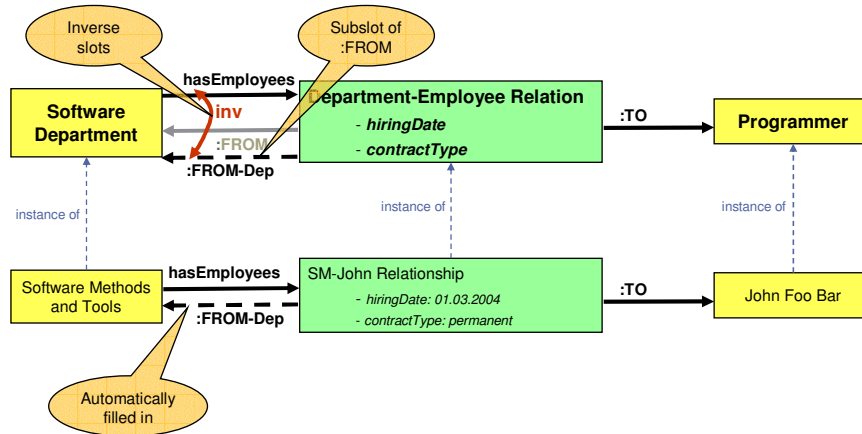 Inverse
slots
Subslot of
:FROM
hasEmployees
Software
Department
inv
:FROM
:FROM-Dep
Department-Employee Relation
- hiringDate
- contractType
:TO
Programmer
instance of
instance of
instance of
Software Methods
and Tools
hasEmployees
:FROM-Dep
SM-John Relationship
- hiringDate: 01.03.2004
- contractType: permanent
:TO
John Foo Bar
Automatically
filled in